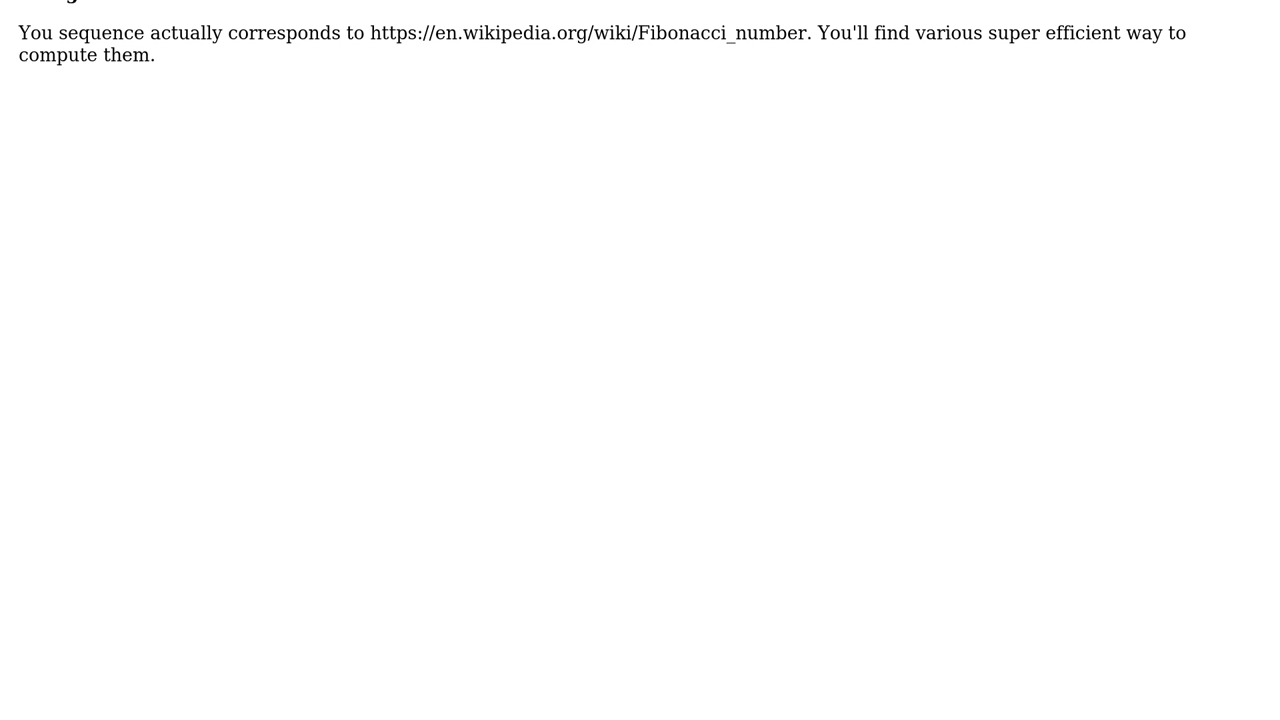 You sequence actually corresponds to https://en.wikipedia.org/wiki/Fibonacci_number. You'll find various super efficient way to
compute them.